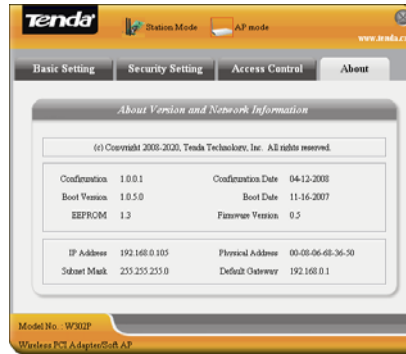 Tenda
Station Mode AP mode
Basic Setting Security Setting Access Control About
About Version and Network Information
(c) Copyright 2008-2020, Tenda Technology, Inc. All rights reserved.
Configuration 1.0.0.1 Configuration Date 04-12-2008
Boot Version 1.0.5.0 Boot Date 11-16-2007
EEPROM 1.3 Firmware Version 0.5
IP Address 192.168.0.105 Physical Address 00-08-06-68-36-50
Subnet Mask 255.255.255.0 Default Gateway 192.168.0.1
Model No. : W302P
Wireless PCI Adapter/Soft AP